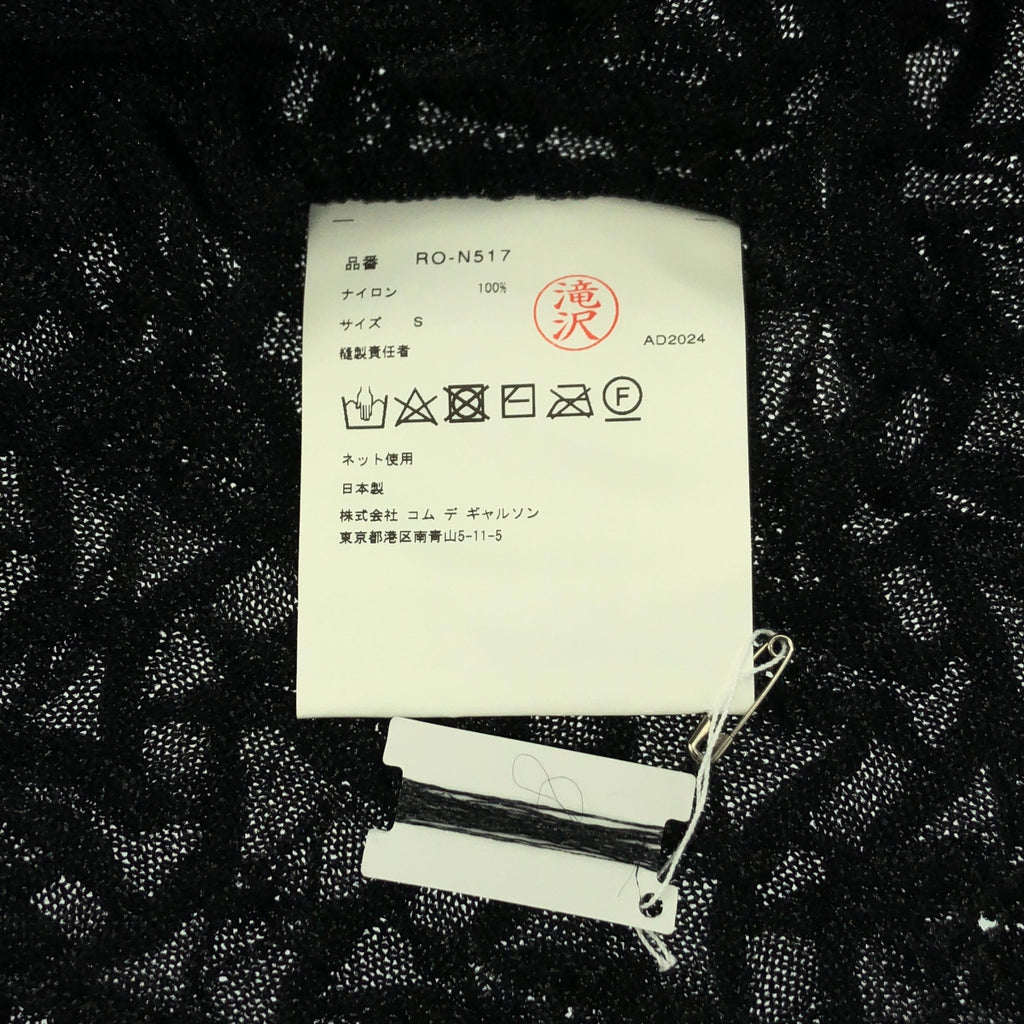 品番 RO-N517
ナイロン 100%
サイズ S
縫製責任者
滝沢
AD2024
F
ネット使用
日本製
株式会社 コム デ ギャルソン
東京都港区南青山5-11-5